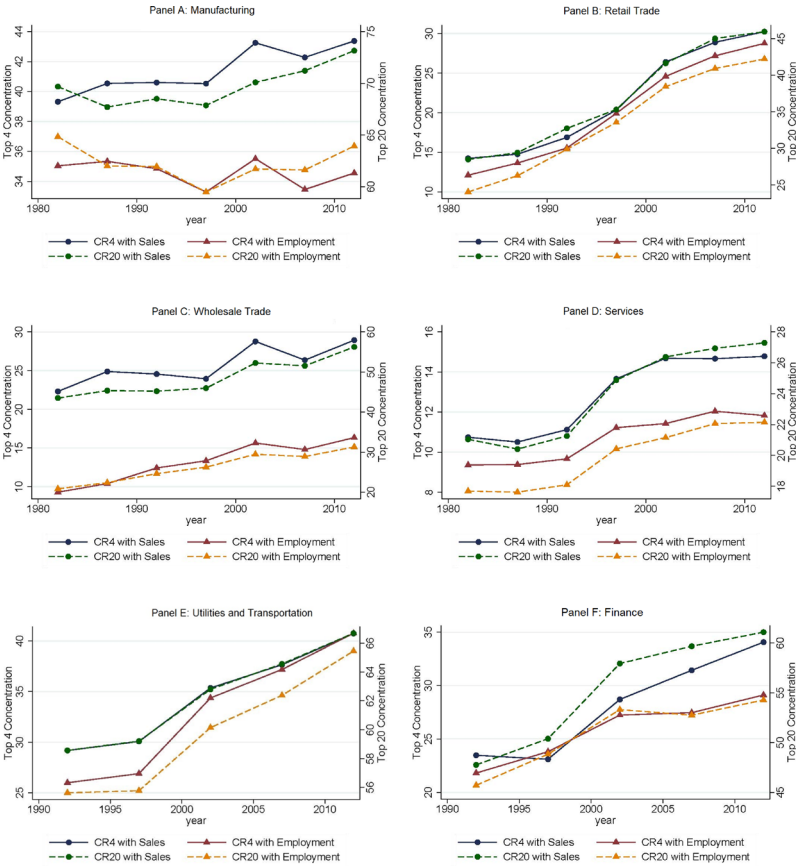 Panel A: Manufacturing
Top 4 Concentration
44
42
40
38
36
34
75
70
65
60
Top 20 Concentration
1980
1990
2000
2010
year
CR4 with Sales
CR4 with Employment
CR20 with Sales
CR20 with Employment
Panel B: Retail Trade
Top 4 Concentration
30
25
20
15
10
45
40
35
30
25
Top 20 Concentration
1980
1990
2000
2010
year
CR4 with Sales
CR4 with Employment
CR20 with Sales
CR20 with Employment
Panel C: Wholesale Trade
Top 4 Concentration
30
25
20
15
10
60
50
40
30
20
Top 20 Concentration
1980
1990
2000
2010
year
CR4 with Sales
CR4 with Employment
CR20 with Sales
CR20 with Employment
Panel D: Services
Top 4 Concentration
16
14
12
10
8
28
26
24
22
20
18
Top 20 Concentration
1980
1990
2000
2010
year
CR4 with Sales
CR4 with Employment
CR20 with Sales
CR20 with Employment
Panel E: Utilities and Transportation
Top 4 Concentration
40
35
30
25
66
64
62
60
58
56
Top 20 Concentration
1990
1995
2000
2005
2010
year
CR4 with Sales
CR4 with Employment
CR20 with Sales
CR20 with Employment
Panel F: Finance
Top 4 Concentration
35
30
25
20
60
55
50
45
Top 20 Concentration
1990
1995
2000
2005
2010
year
CR4 with Sales
CR4 with Employment
CR20 with Sales
CR20 with Employment